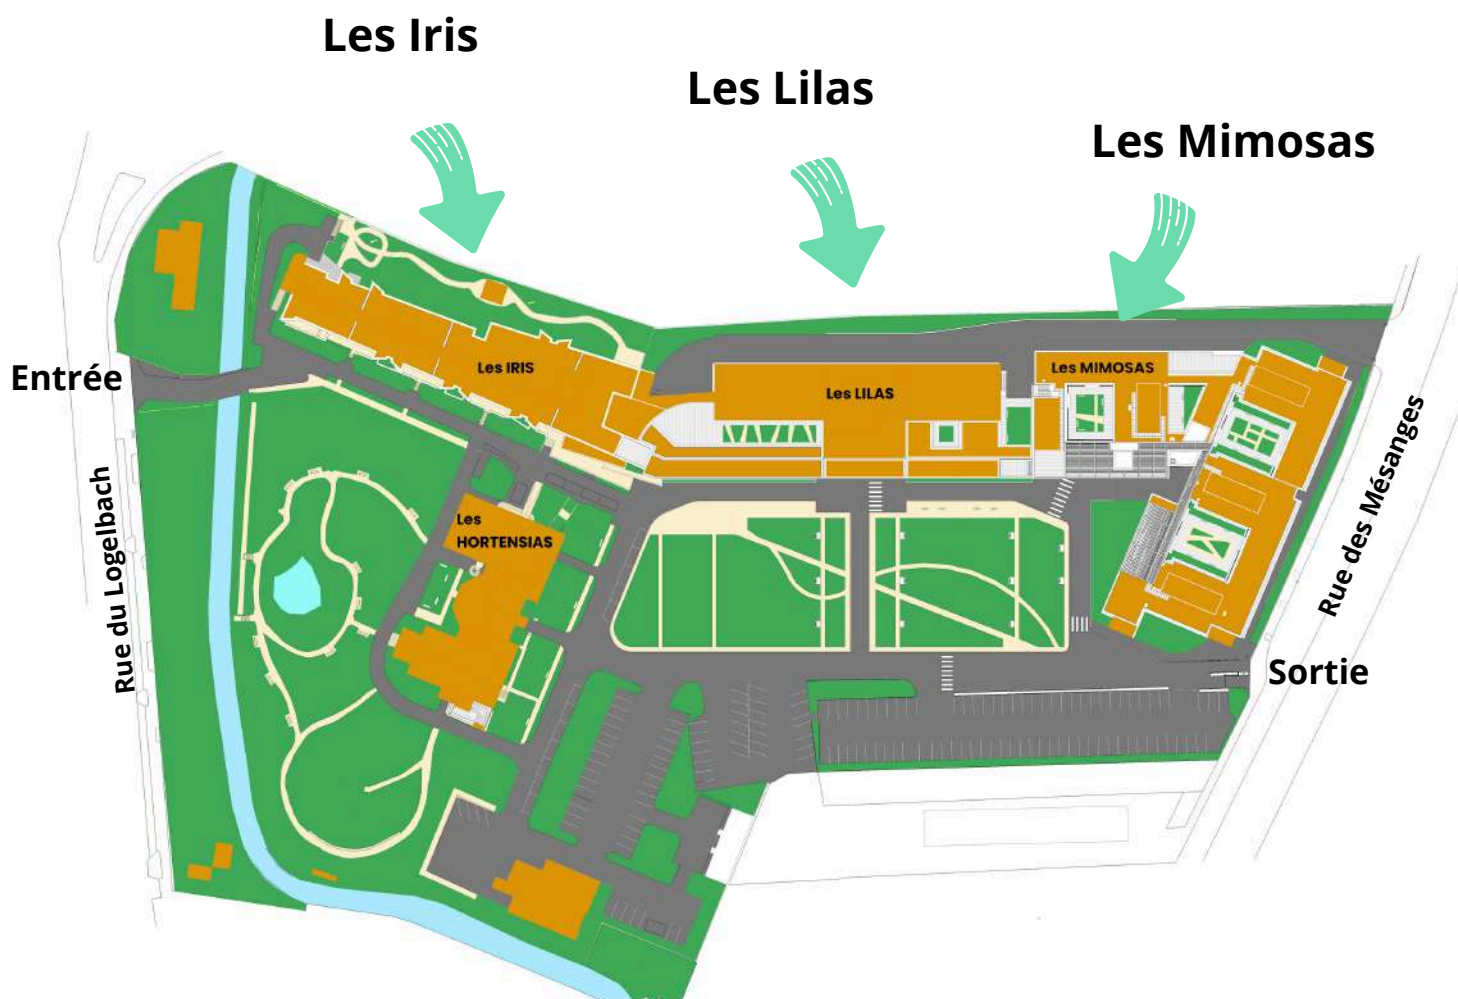 Les Iris
Les Lilas
Les Mimosas
Entrée
Les IRIS
Les LILAS
Les MIMOSAS
Rue du Logelbach
Les
HORTENSIAS
Rue des Mésanges
Sortie